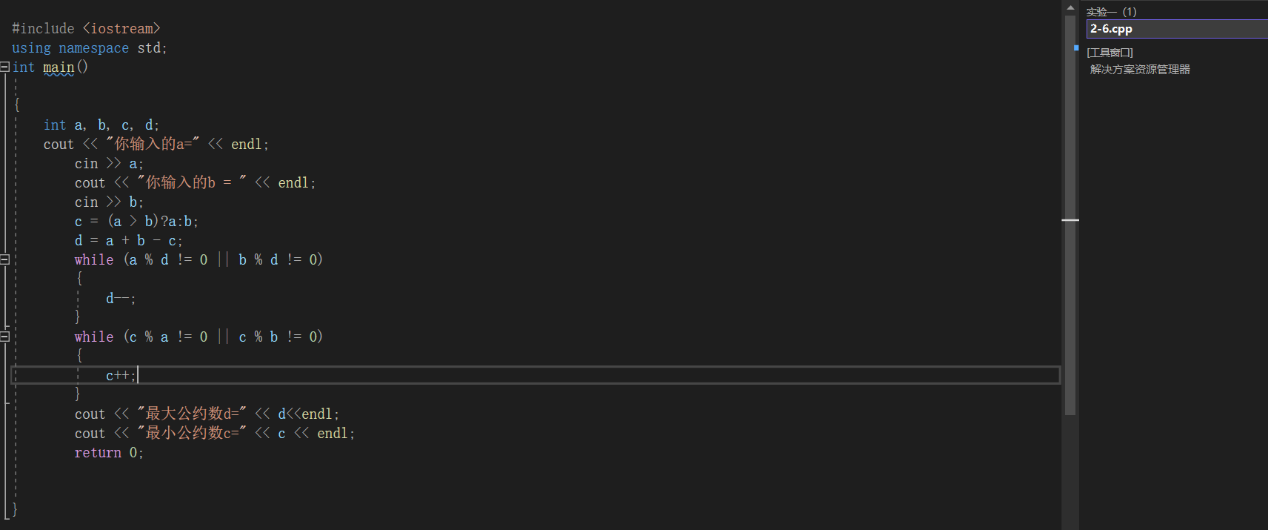 #include <iostream>
using namespace std;
int main()
{
int a, b, c, d;
cout << "你输入的a=" << endl;
cin >> a;
cout << "你输入的b = " << endl;
cin >> b;
c = (a > b)?a:b;
d = a + b - c;
while (a % d != 0 || b % d != 0)
{
d--;
}
while (c % a != 0 || c % b != 0)
{
c++;
}
cout << "最大公约数d=" << d<<endl;
cout << "最小公约数c=" << c << endl;
return 0;
}
实验一 (1)
2-6.cpp
[工具窗口]
解决方案资源管理器